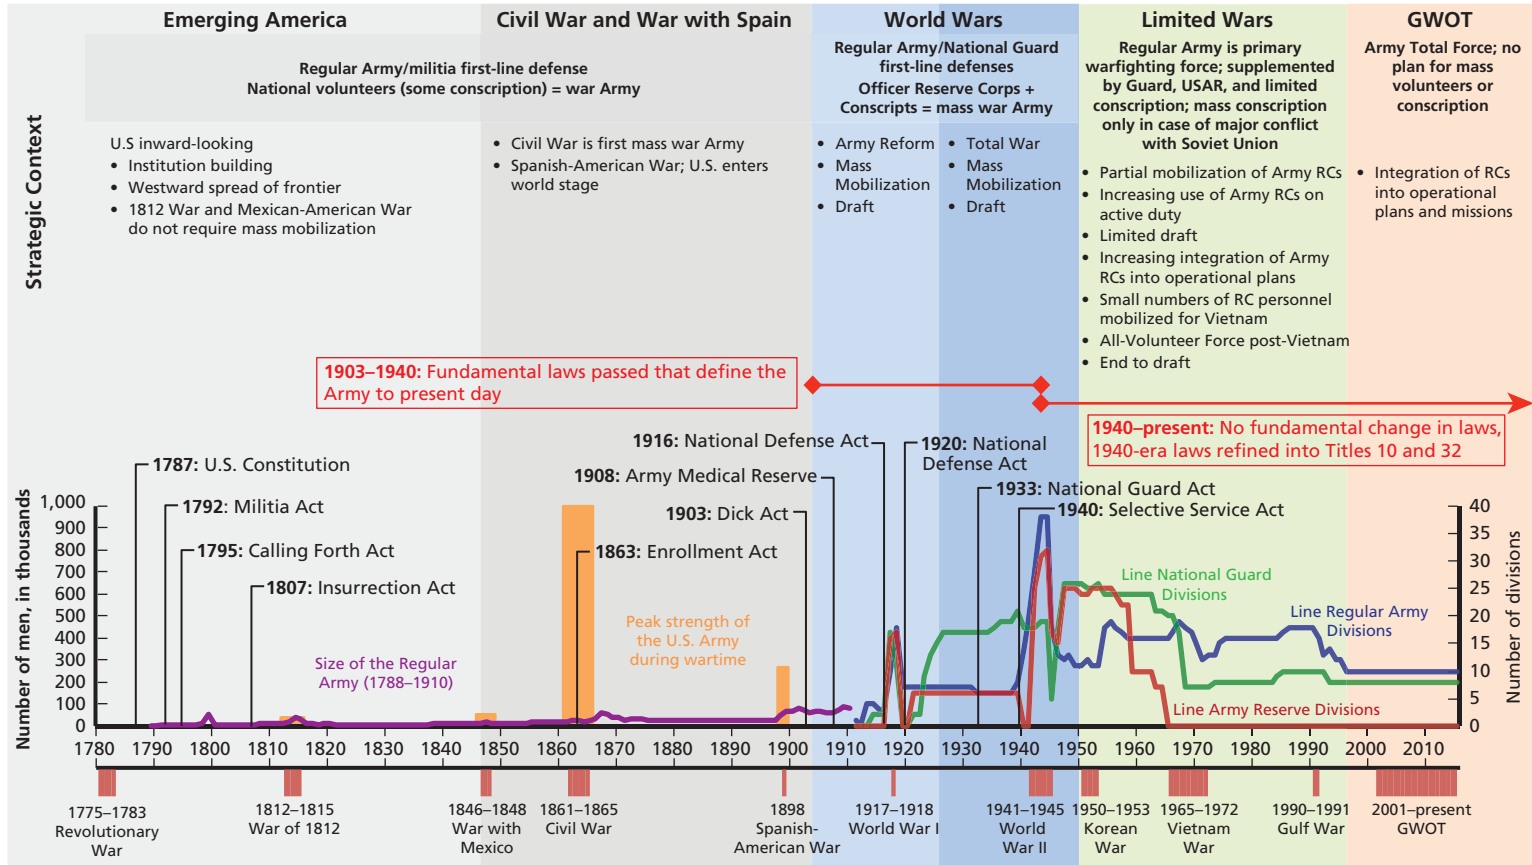 Emerging America
Civil War and War with Spain
World Wars
Limited Wars
GWOT
Strategic Context
Regular Army/militia first-line defense
National volunteers (some conscription) = war Army
Regular Army/National Guard
first-line defenses
Officer Reserve Corps +
Conscripts = mass war Army
Regular Army is primary
warfighting force; supplemented
by Guard, USAR, and limited
conscription; mass conscription
only in case of major conflict
with Soviet Union
Army Total Force; no
plan for mass
volunteers or
conscription
U.S inward-looking
• Institution building
• Westward spread of frontier
• 1812 War and Mexican-American War
do not require mass mobilization
• Civil War is first mass war Army
• Spanish-American War; U.S. enters
world stage
• Army Reform
• Mass
Mobilization
• Draft
• Total War
• Mass
Mobilization
• Draft
• Partial mobilization of Army RCs
• Increasing use of Army RCs on
active duty
• Limited draft
• Increasing integration of Army
RCs into operational plans
• Small numbers of RC personnel
mobilized for Vietnam
• All-Volunteer Force post-Vietnam
• End to draft
• Integration of RCs
into operational
plans and missions
1903–1940: Fundamental laws passed that define the
Army to present day
1940–present: No fundamental change in laws,
1940-era laws refined into Titles 10 and 32
1787: U.S. Constitution
1792: Militia Act
1795: Calling Forth Act
1807: Insurrection Act
1863: Enrollment Act
1903: Dick Act
1908: Army Medical Reserve
1916: National Defense Act
1920: National
Defense Act
1933: National Guard Act
1940: Selective Service Act
Number of men, in thousands
1,000
900
800
700
600
500
400
300
200
100
0
Size of the Regular
Army (1788–1910)
Peak strength of
the U.S. Army
during wartime
Line National Guard
Divisions
Line Regular Army
Divisions
Line Army Reserve Divisions
40
35
30
25
20
15
10
5
0
Number of divisions
1780 1790 1800 1810 1820 1830 1840 1850 1860 1870 1880 1890 1900 1910 1920 1930 1940 1950 1960 1970 1980 1990 2000 2010
1775–1783
Revolutionary
War
1812–1815
War of 1812
1846–1848
War with
Mexico
1861–1865
Civil War
1898
Spanish-
American War
1917–1918
World War I
1941–1945
World
War II
1950–1953
Korean
War
1965–1972
Vietnam
War
1990–1991
Gulf War
2001–present
GWOT